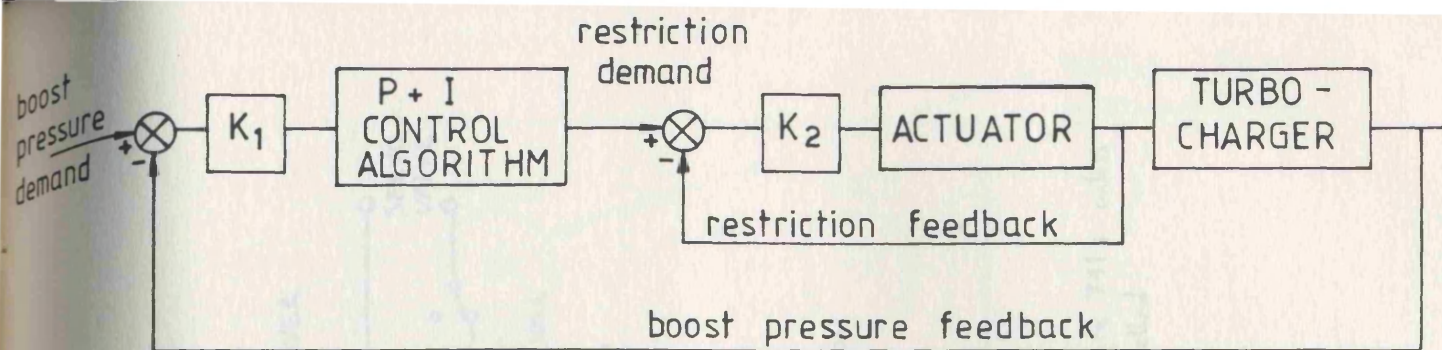 boost
pressure
demand
+
-
K1
P + I
CONTROL
ALGORITHM
restriction
demand
+
-
K2
ACTUATOR
TURBO-
CHARGER
restriction feedback
boost pressure feedback